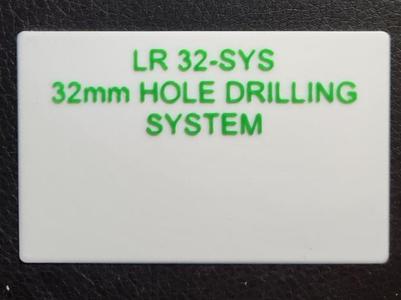 LR 32-SYS
32mm HOLE DRILLING
SYSTEM